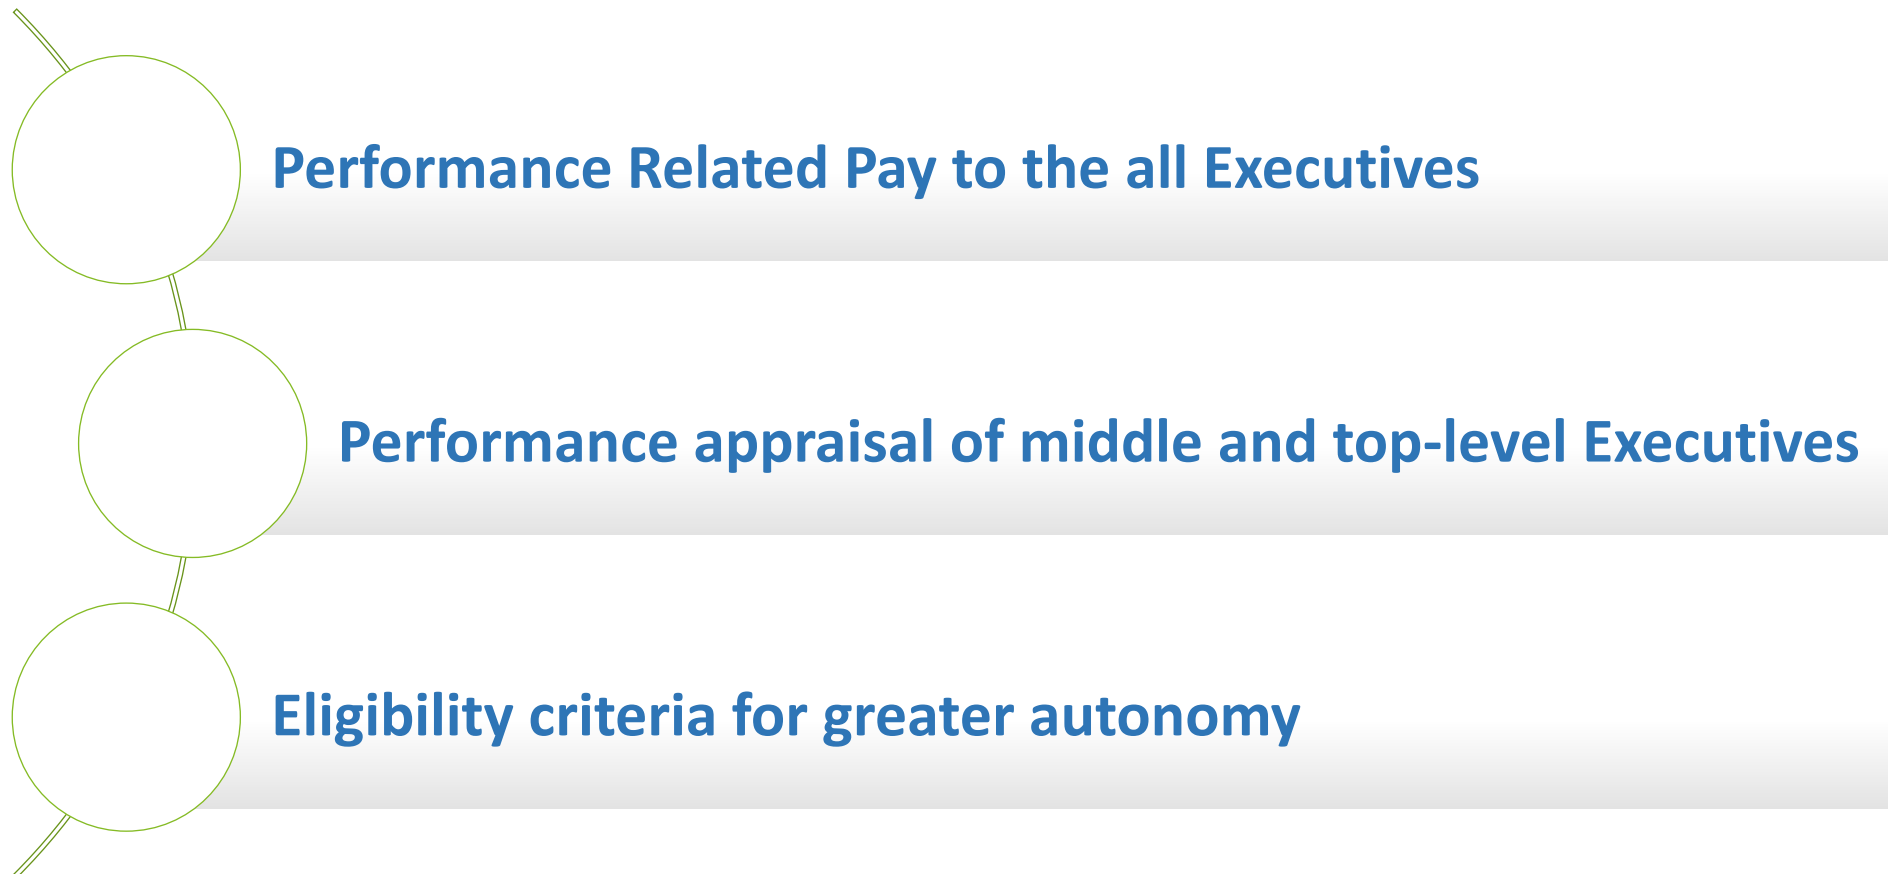 Performance Related Pay to the all Executives
Performance appraisal of middle and top-level Executives
Eligibility criteria for greater autonomy